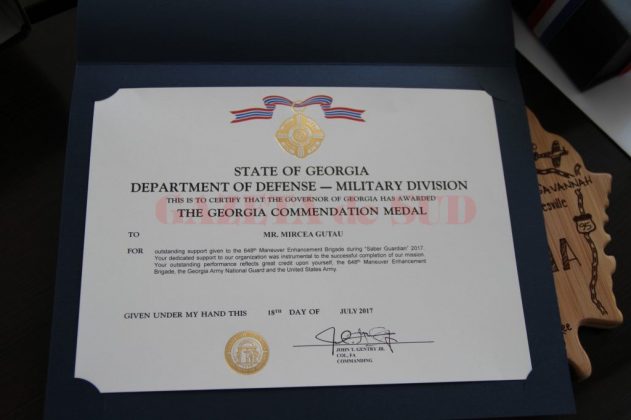 STATE OF GEORGIA
DEPARTMENT OF DEFENSE — MILITARY DIVISION
THIS IS TO CERTIFY THAT THE GOVERNOR OF GEORGIA HAS AWARDED
GAZETA de SUD
THE GEORGIA COMMENDATION MEDAL
TO MR. MIRCEA GUTAU
FOR outstanding support given to the 648th Maneuver Enhancement Brigade during "Saber Guardian" 2017.
Your dedicated support to our organization was instrumental to the successful completion of our mission.
Your outstanding performance reflects great credit upon yourself, the 648th Maneuver Enhancement
Brigade, the Georgia Army National Guard and the United States Army.
GIVEN UNDER MY HAND THIS 18TH DAY OF JULY 2017
JOHN T. GENTRY JR.
COL, FA
COMMANDING
SAVANNAH